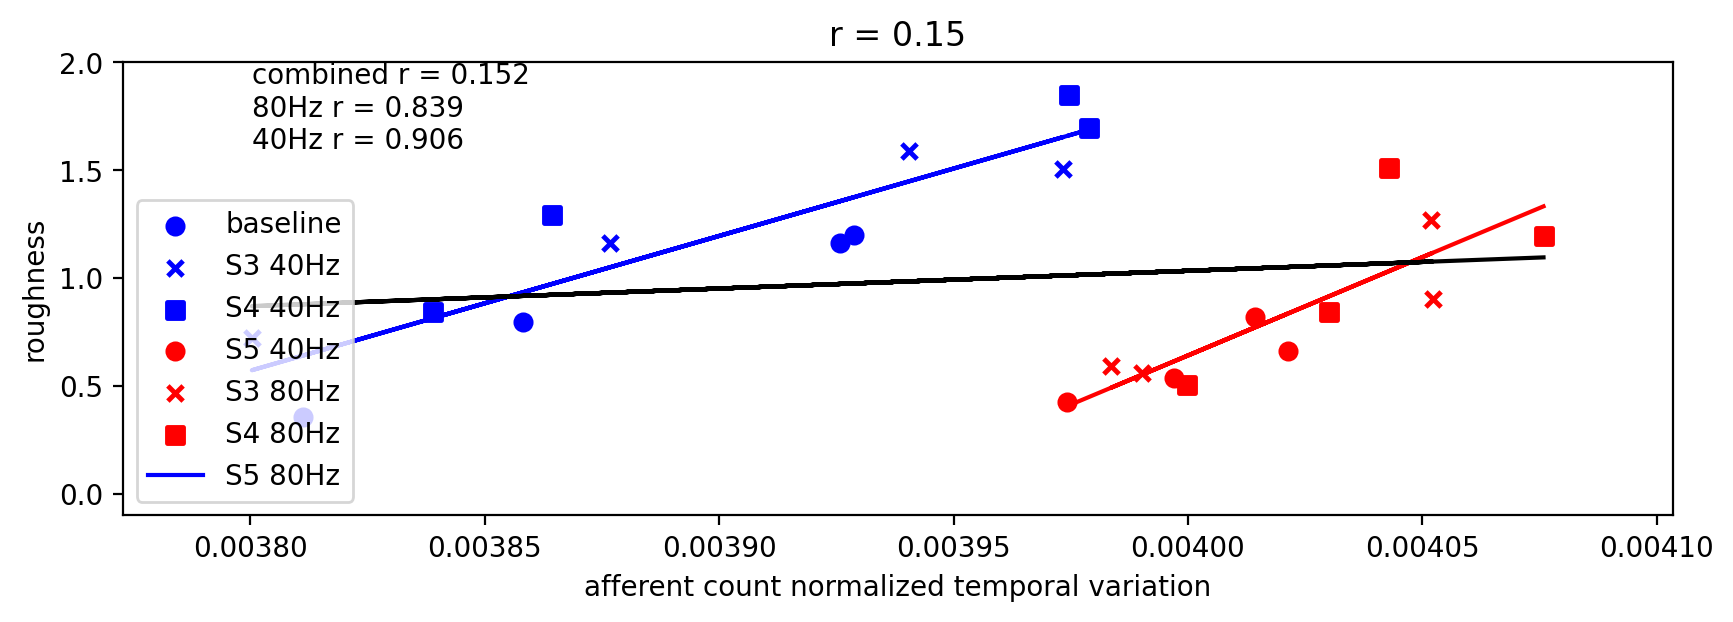 r = 0.15
combined r = 0.152
80Hz r = 0.839
40Hz r = 0.906
2.0
1.5
1.0
0.5
0.0
roughness
baseline
S3 40Hz
S4 40Hz
S5 40Hz
S3 80Hz
S4 80Hz
S5 80Hz
0.00380 0.00385 0.00390 0.00395 0.00400 0.00405 0.00410
afferent count normalized temporal variation